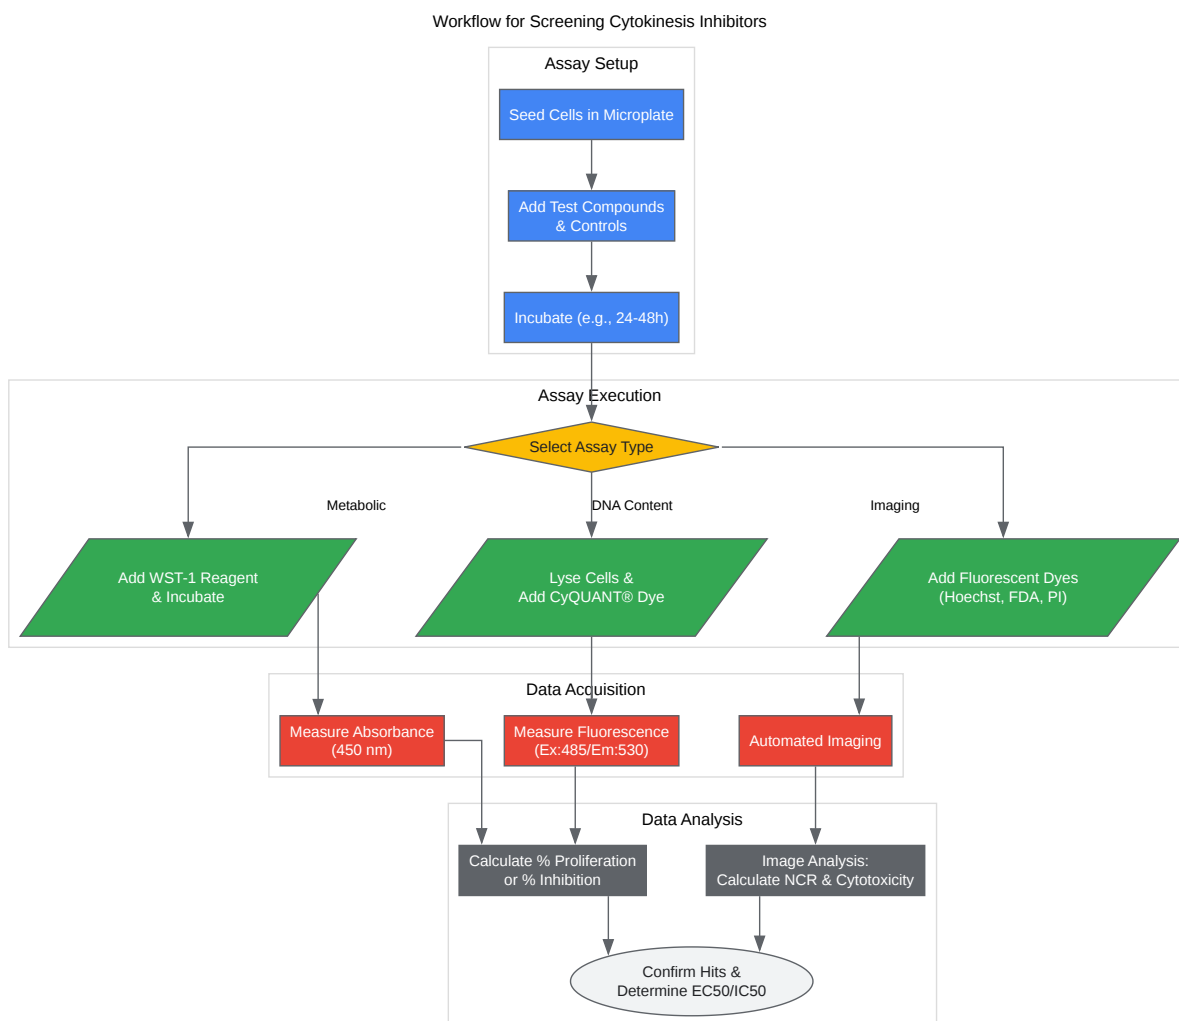 Workflow for Screening Cytokinesis Inhibitors
Assay Setup
Seed Cells in Microplate
Add Test Compounds
& Controls
Incubate (e.g., 24-48h)
Assay Execution
Select Assay Type
Metabolic
DNA Content
Imaging
Add WST-1 Reagent
& Incubate
Lyse Cells &
Add CyQUANT® Dye
Add Fluorescent Dyes
(Hoechst, FDA, PI)
Data Acquisition
Measure Absorbance
(450 nm)
Measure Fluorescence
(Ex:485/Em:530)
Automated Imaging
Data Analysis
Calculate % Proliferation
or % Inhibition
Image Analysis:
Calculate NCR & Cytotoxicity
Confirm Hits &
Determine EC50/IC50